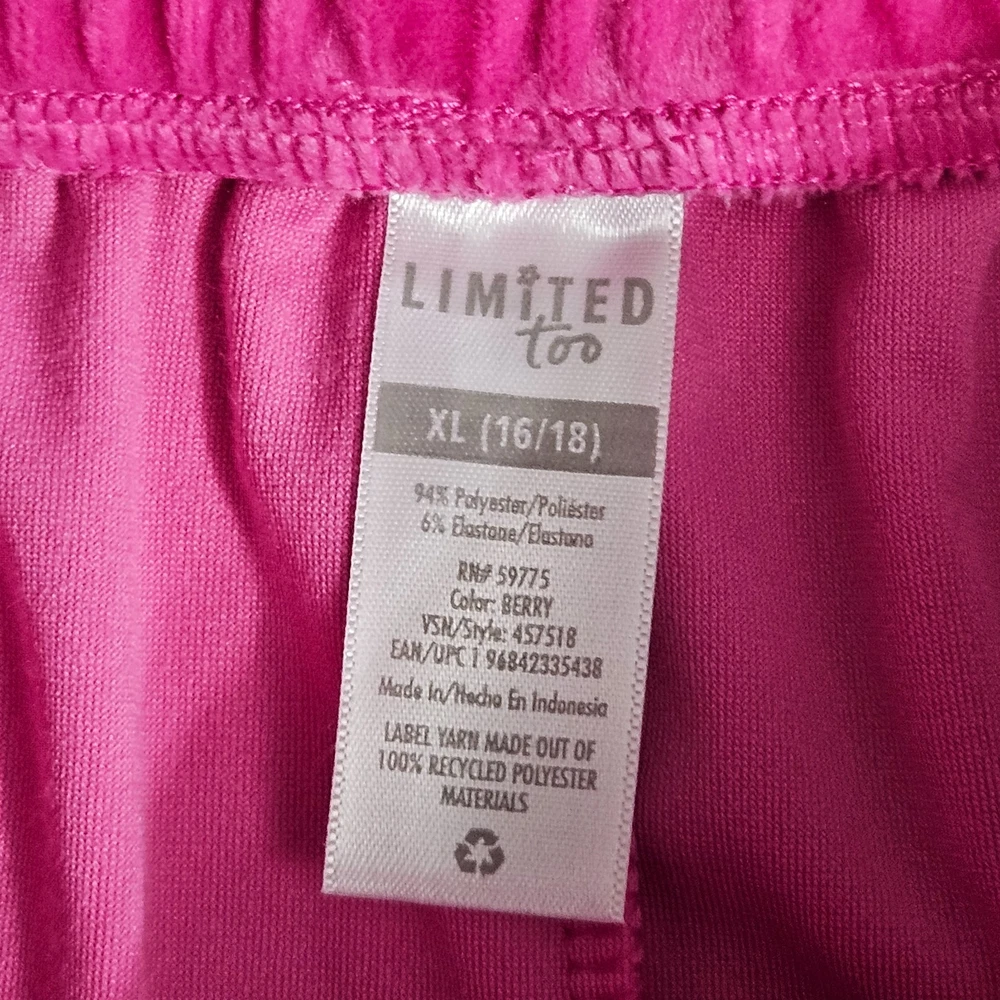 LIMITED
too
XL (16/18)
94% Polyester/Poliéster
6% Elastane/Elastano
RN# 59775
Color: BERRY
VSN/Style: 457518
EAN/UPC 1 96842335438
Made In/Hecho En Indonesia
LABEL YARN MADE OUT OF
100% RECYCLED POLYESTER
MATERIALS